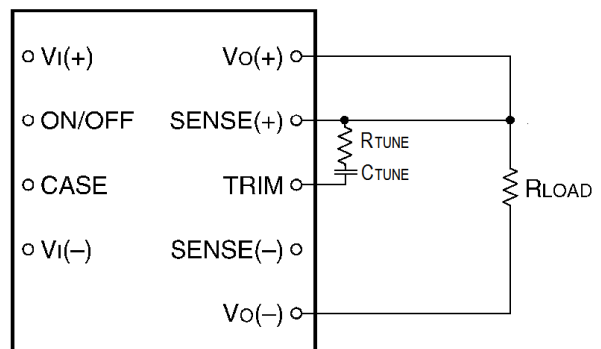 VI(+)
VO(+)
ON/OFF
SENSE(+)
RTUNE
CTUNE
CASE
TRIM
RLOAD
VI(–)
SENSE(–)
VO(–)